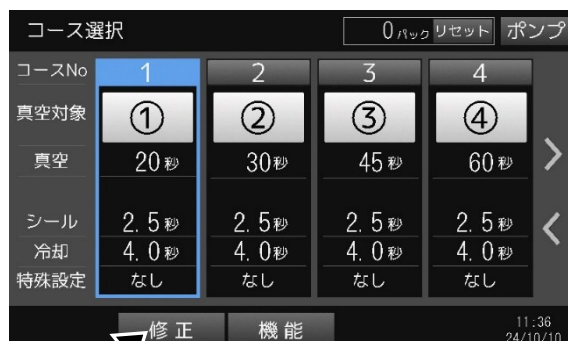 コース選択 0パック リセット ポンプ
コースNo 1 2 3 4
真空対象 ① ② ③ ④
真空 20秒 30秒 45秒 60秒
シール 2.5秒 2.5秒 2.5秒 2.5秒
冷却 4.0秒 4.0秒 4.0秒 4.0秒
特殊設定 なし なし なし なし
修正 機能 11:36
24/10/10